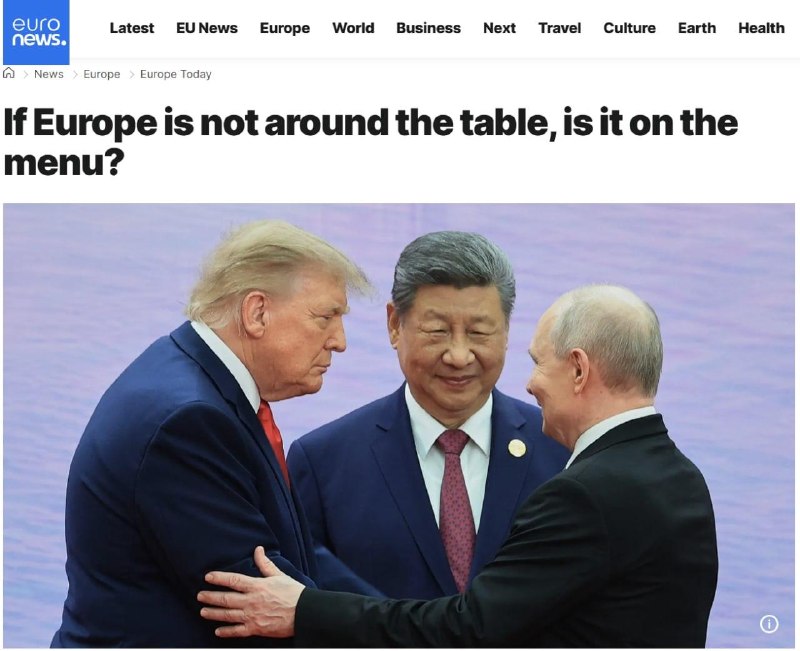 euro
news.
Latest EU News Europe World Business Next Travel Culture Earth Health
News Europe Europe Today
If Europe is not around the table, is it on the
menu?